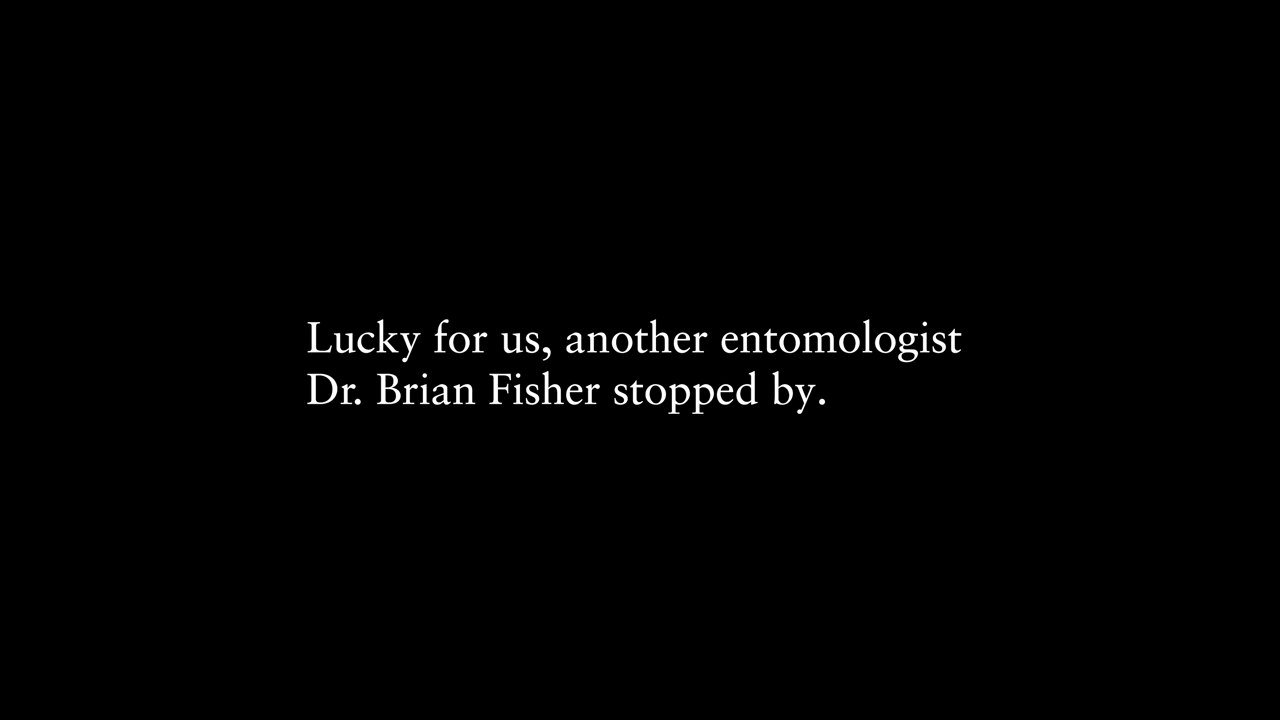 Lucky for us, another entomologist
Dr. Brian Fisher stopped by.